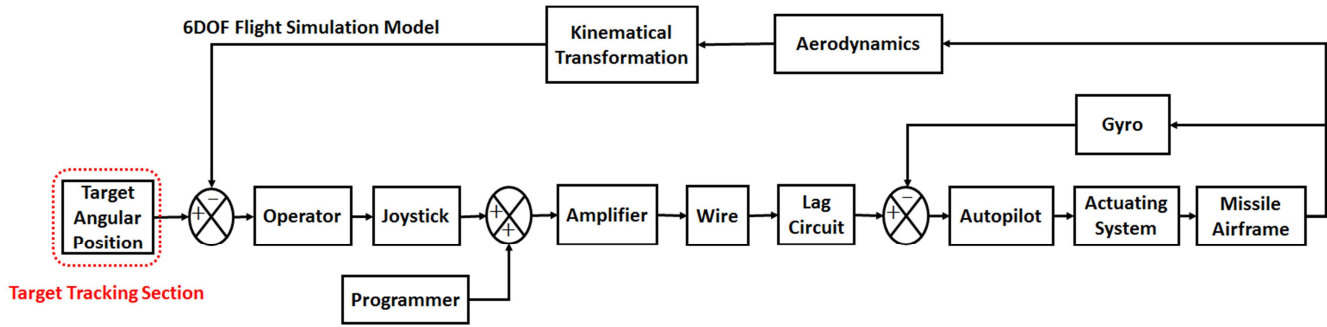 6DOF Flight Simulation Model
Kinematical
Transformation
Aerodynamics
Gyro
Target
Angular
Position
+
−
Operator
Joystick
+
+
Amplifier
Wire
Lag
Circuit
+
−
Autopilot
Actuating
System
Missile
Airframe
Target Tracking Section
Programmer